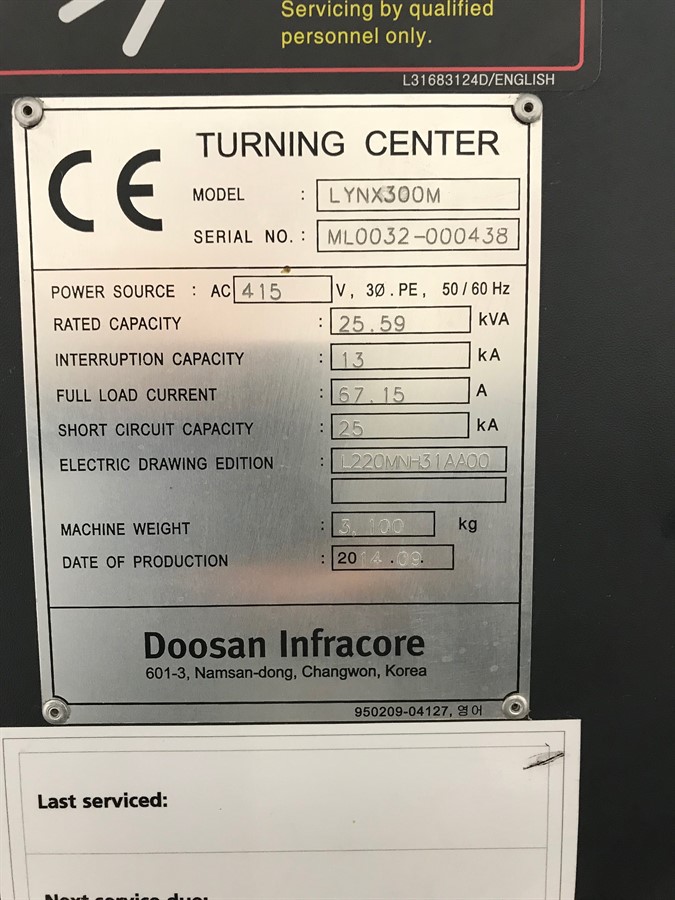 Servicing by qualified
personnel only.
L31683124D/ENGLISH
CE TURNING CENTER
MODEL : LYNX300M
SERIAL NO. : ML0032-000438
POWER SOURCE : AC 415 V, 3Ø.PE, 50/60 Hz
RATED CAPACITY : 25.59 kVA
INTERRUPTION CAPACITY : 13 kA
FULL LOAD CURRENT : 67.15 A
SHORT CIRCUIT CAPACITY : 25 kA
ELECTRIC DRAWING EDITION : L220MNH31AA00
MACHINE WEIGHT : 3,100 kg
DATE OF PRODUCTION : 2014.09.
Doosan Infracore
601-3, Namsan-dong, Changwon, Korea
950209-04127, 영어
Last serviced:
Next service due: